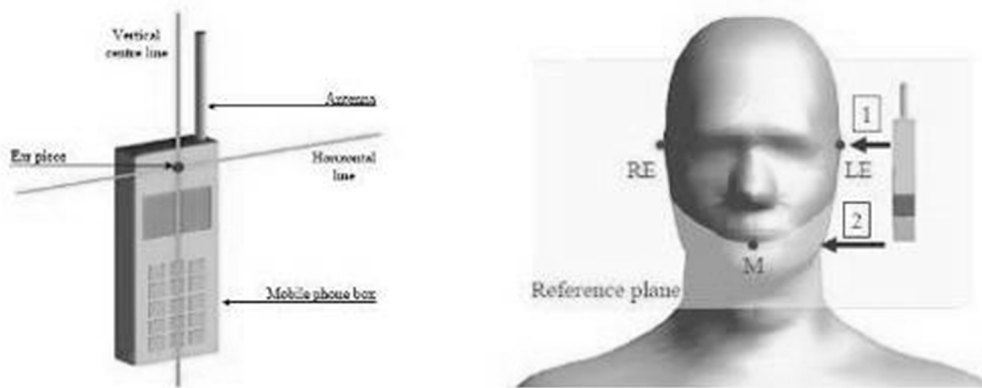 Vertical
centre line
Antenna
Ear piece
Horizontal
line
Mobile phone box
1
RE
LE
2
M
Reference plane